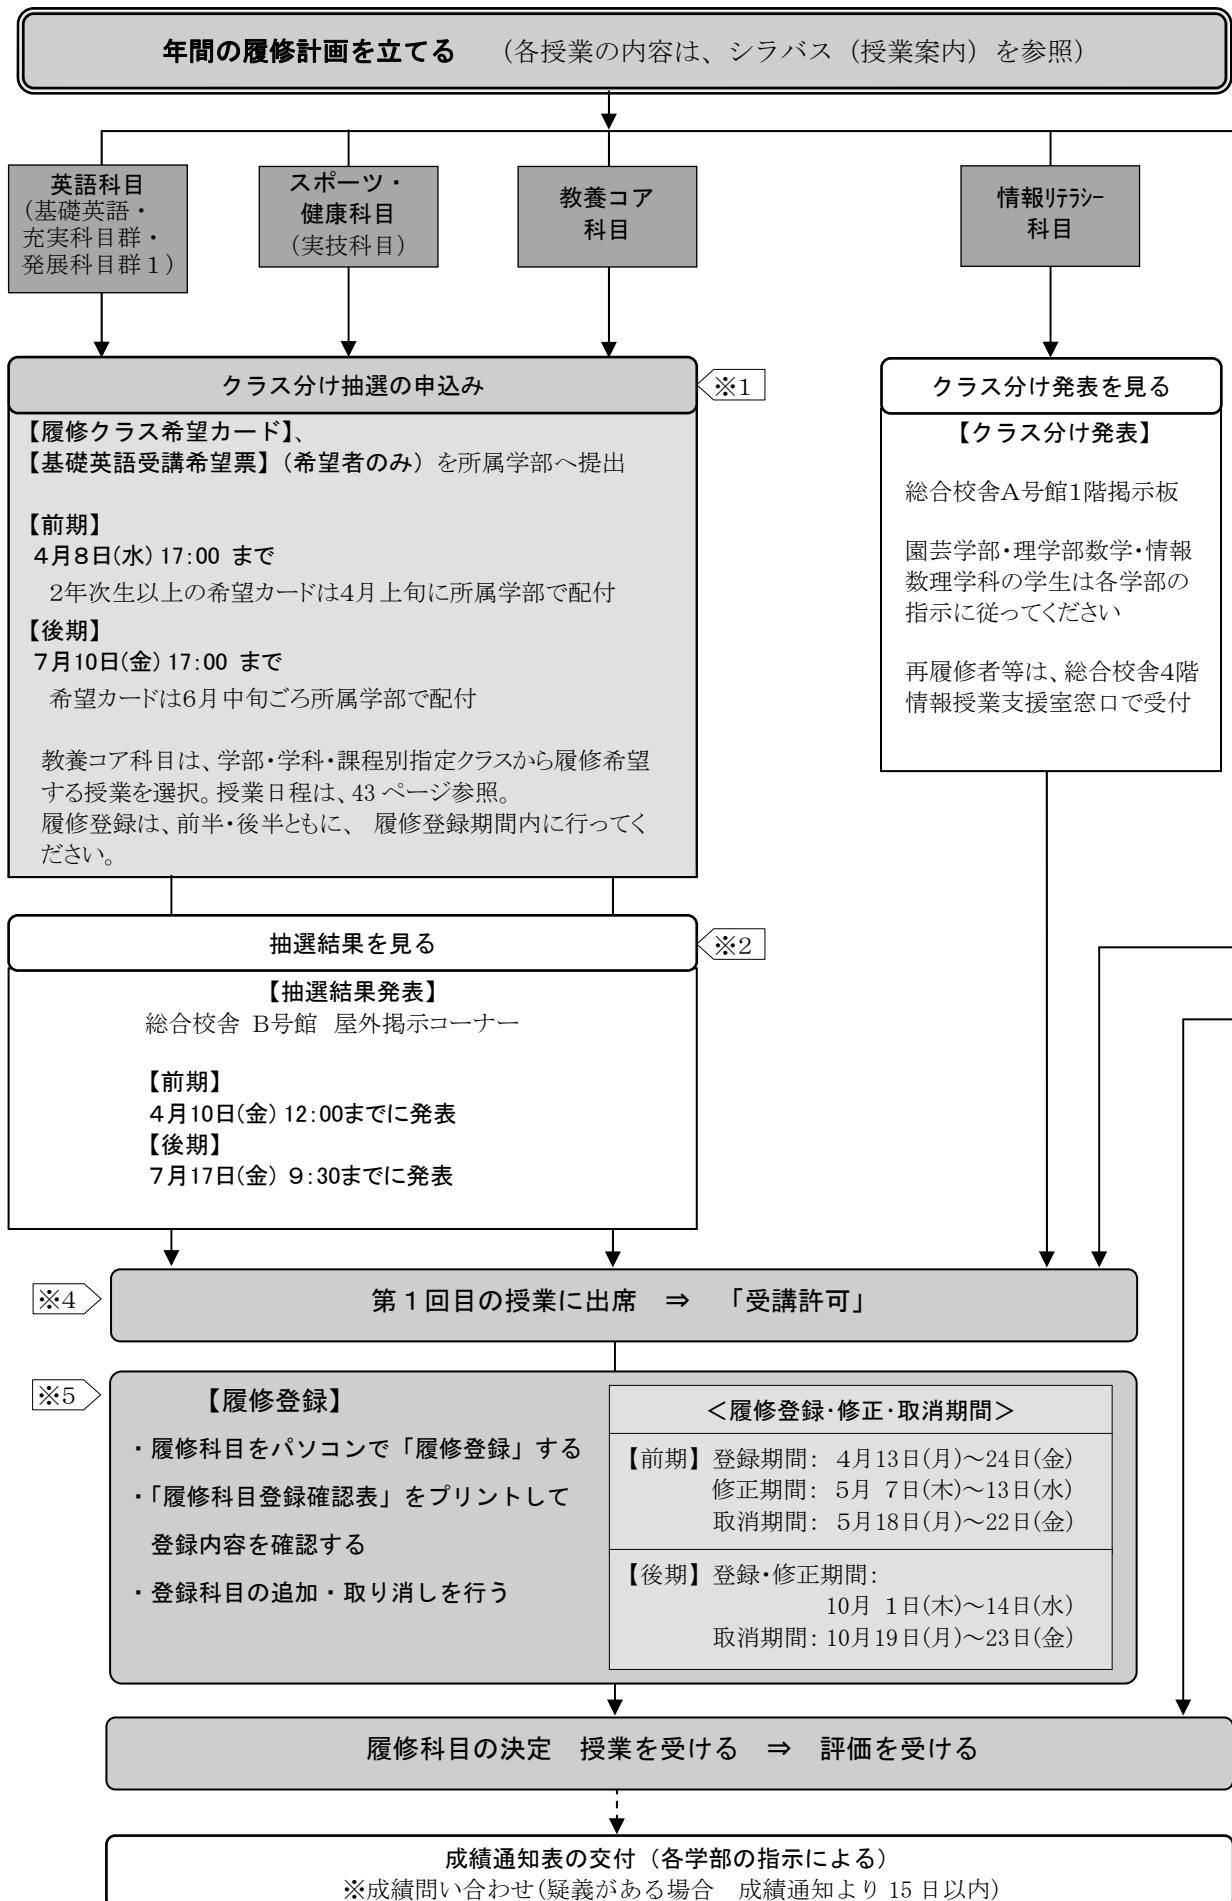 年間の履修計画を立てる　（各授業の内容は、シラバス（授業案内）を参照）
英語科目
（基礎英語・
充実科目群・
発展科目群１）
スポーツ・
健康科目
（実技科目）
教養コア
科目
情報ﾘﾃﾗｼｰ
科目
クラス分け抽選の申込み
※1
【履修クラス希望カード】、
【基礎英語受講希望票】（希望者のみ）を所属学部へ提出
【前期】
４月８日(水) 17:00 まで
２年次生以上の希望カードは４月上旬に所属学部で配付
【後期】
７月10日(金) 17:00 まで
希望カードは６月中旬ごろ所属学部で配付
教養コア科目は、学部・学科・課程別指定クラスから履修希望
する授業を選択。授業日程は、43 ページ参照。
履修登録は、前半・後半ともに、 履修登録期間内に行ってく
ださい。
クラス分け発表を見る
【クラス分け発表】
総合校舎A号館1階掲示板
園芸学部・理学部数学・情報
数理学科の学生は各学部の
指示に従ってください
再履修者等は、総合校舎4階
情報授業支援室窓口で受付
抽選結果を見る
※2
【抽選結果発表】
総合校舎 B号館 屋外掲示コーナー
【前期】
４月10日(金) 12:00までに発表
【後期】
７月17日(金) ９:30までに発表
※4
第１回目の授業に出席 ⇒ 「受講許可」
※5
【履修登録】
・履修科目をパソコンで「履修登録」する
・「履修科目登録確認表」をプリントして
登録内容を確認する
・登録科目の追加・取り消しを行う
＜履修登録・修正・取消期間＞
【前期】登録期間： ４月13日(月)～24日(金)
修正期間： ５月 ７日(木)～13日(水)
取消期間： ５月18日(月)～22日(金)
【後期】登録・修正期間：
10月 １日(木)～14日(水)
取消期間：10月19日(月)～23日(金)
履修科目の決定　授業を受ける ⇒ 評価を受ける
成績通知表の交付（各学部の指示による）
※成績問い合わせ(疑義がある場合　成績通知より 15 日以内)